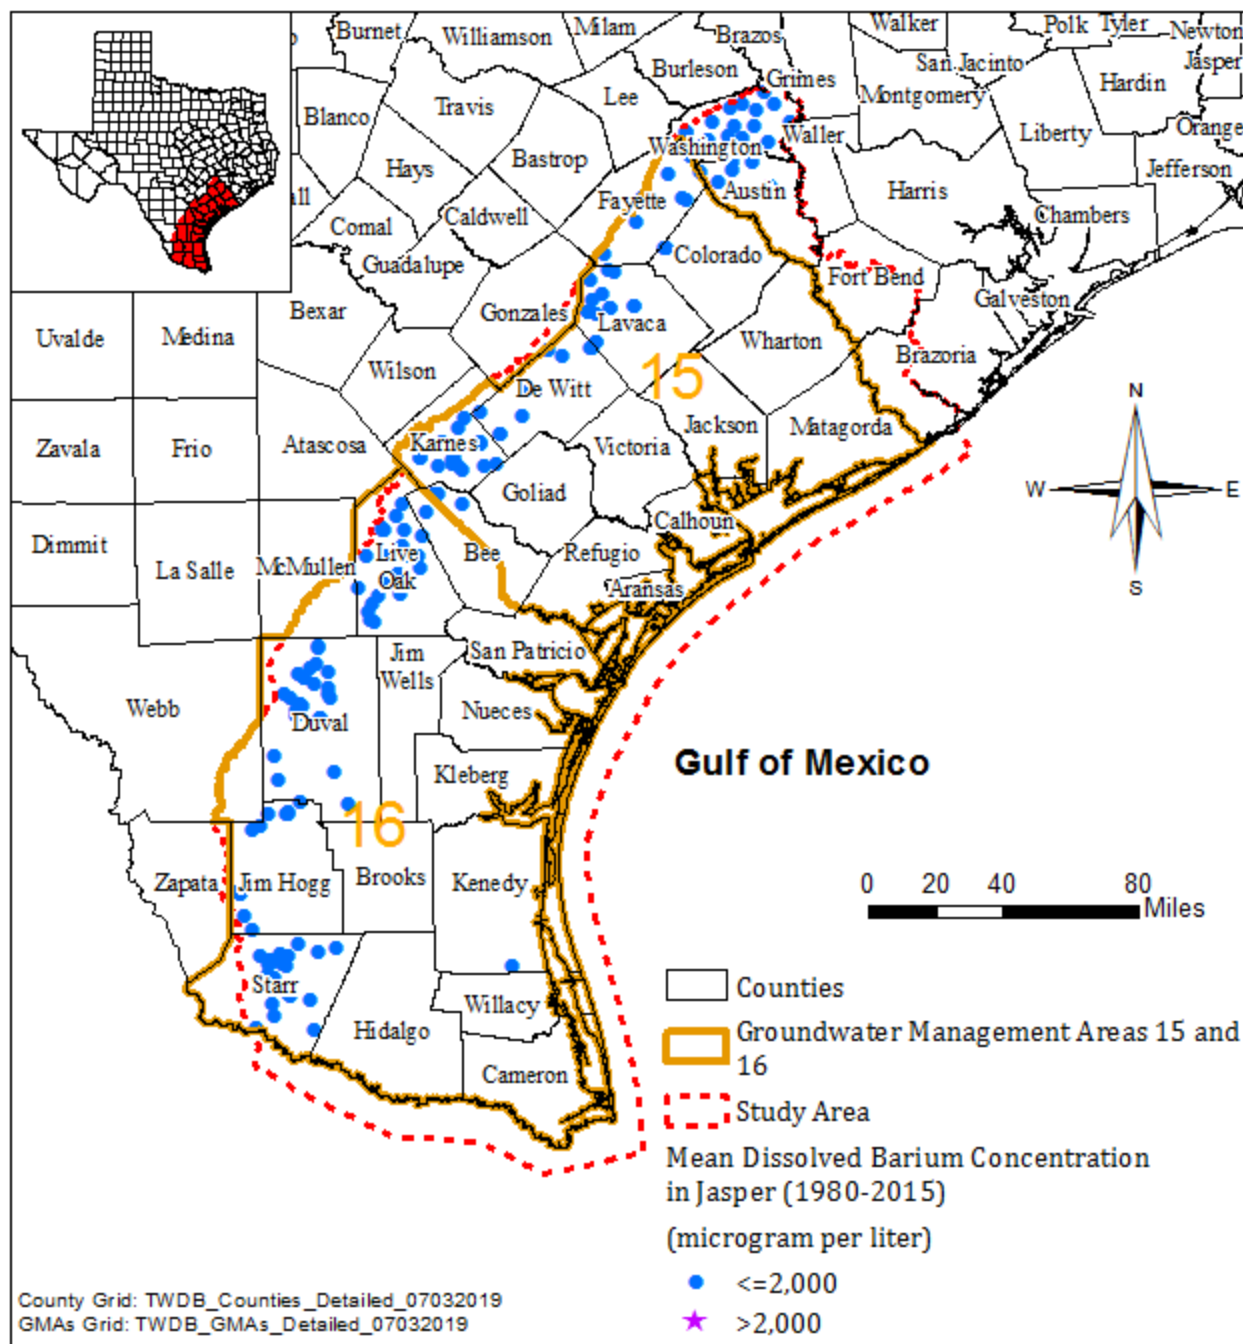 Burnet
Williamson
Milam
Brazos
Walker
Polk
Tyler
Newton
Burleson
Grimes
San Jacinto
Jasper
Blanco
Travis
Lee
Montgomery
Hardin
Washington
Waller
Liberty
Orange
Hays
Bastrop
Jefferson
Fayette
Austin
Harris
all
Comal
Caldwell
Chambers
Guadalupe
Colorado
Fort Bend
Galveston
Bexar
Gonzales
Lavaca
Uvalde
Medina
Wharton
Brazoria
Wilson
15
De Witt
N
Zavala
Frio
Atascosa
Karnes
Victoria
Jackson
Matagorda
W
E
Goliad
Calhoun
Dimmit
La Salle
McMullen
Live
Oak
Bee
Refugio
Aransas
S
Jim
Wells
San Patricio
Webb
Duval
Nueces
Gulf of Mexico
Kleberg
16
Zapata
Jim Hogg
Brooks
Kenedy
0 20 40 80
Miles
Starr
Hidalgo
Willacy
Cameron
Counties
Groundwater Management Areas 15 and
16
Study Area
Mean Dissolved Barium Concentration
in Jasper (1980-2015)
(microgram per liter)
<=2,000
>2,000
County Grid: TWDB_Counties_Detailed_07032019
GMAs Grid: TWDB_GMAs_Detailed_07032019